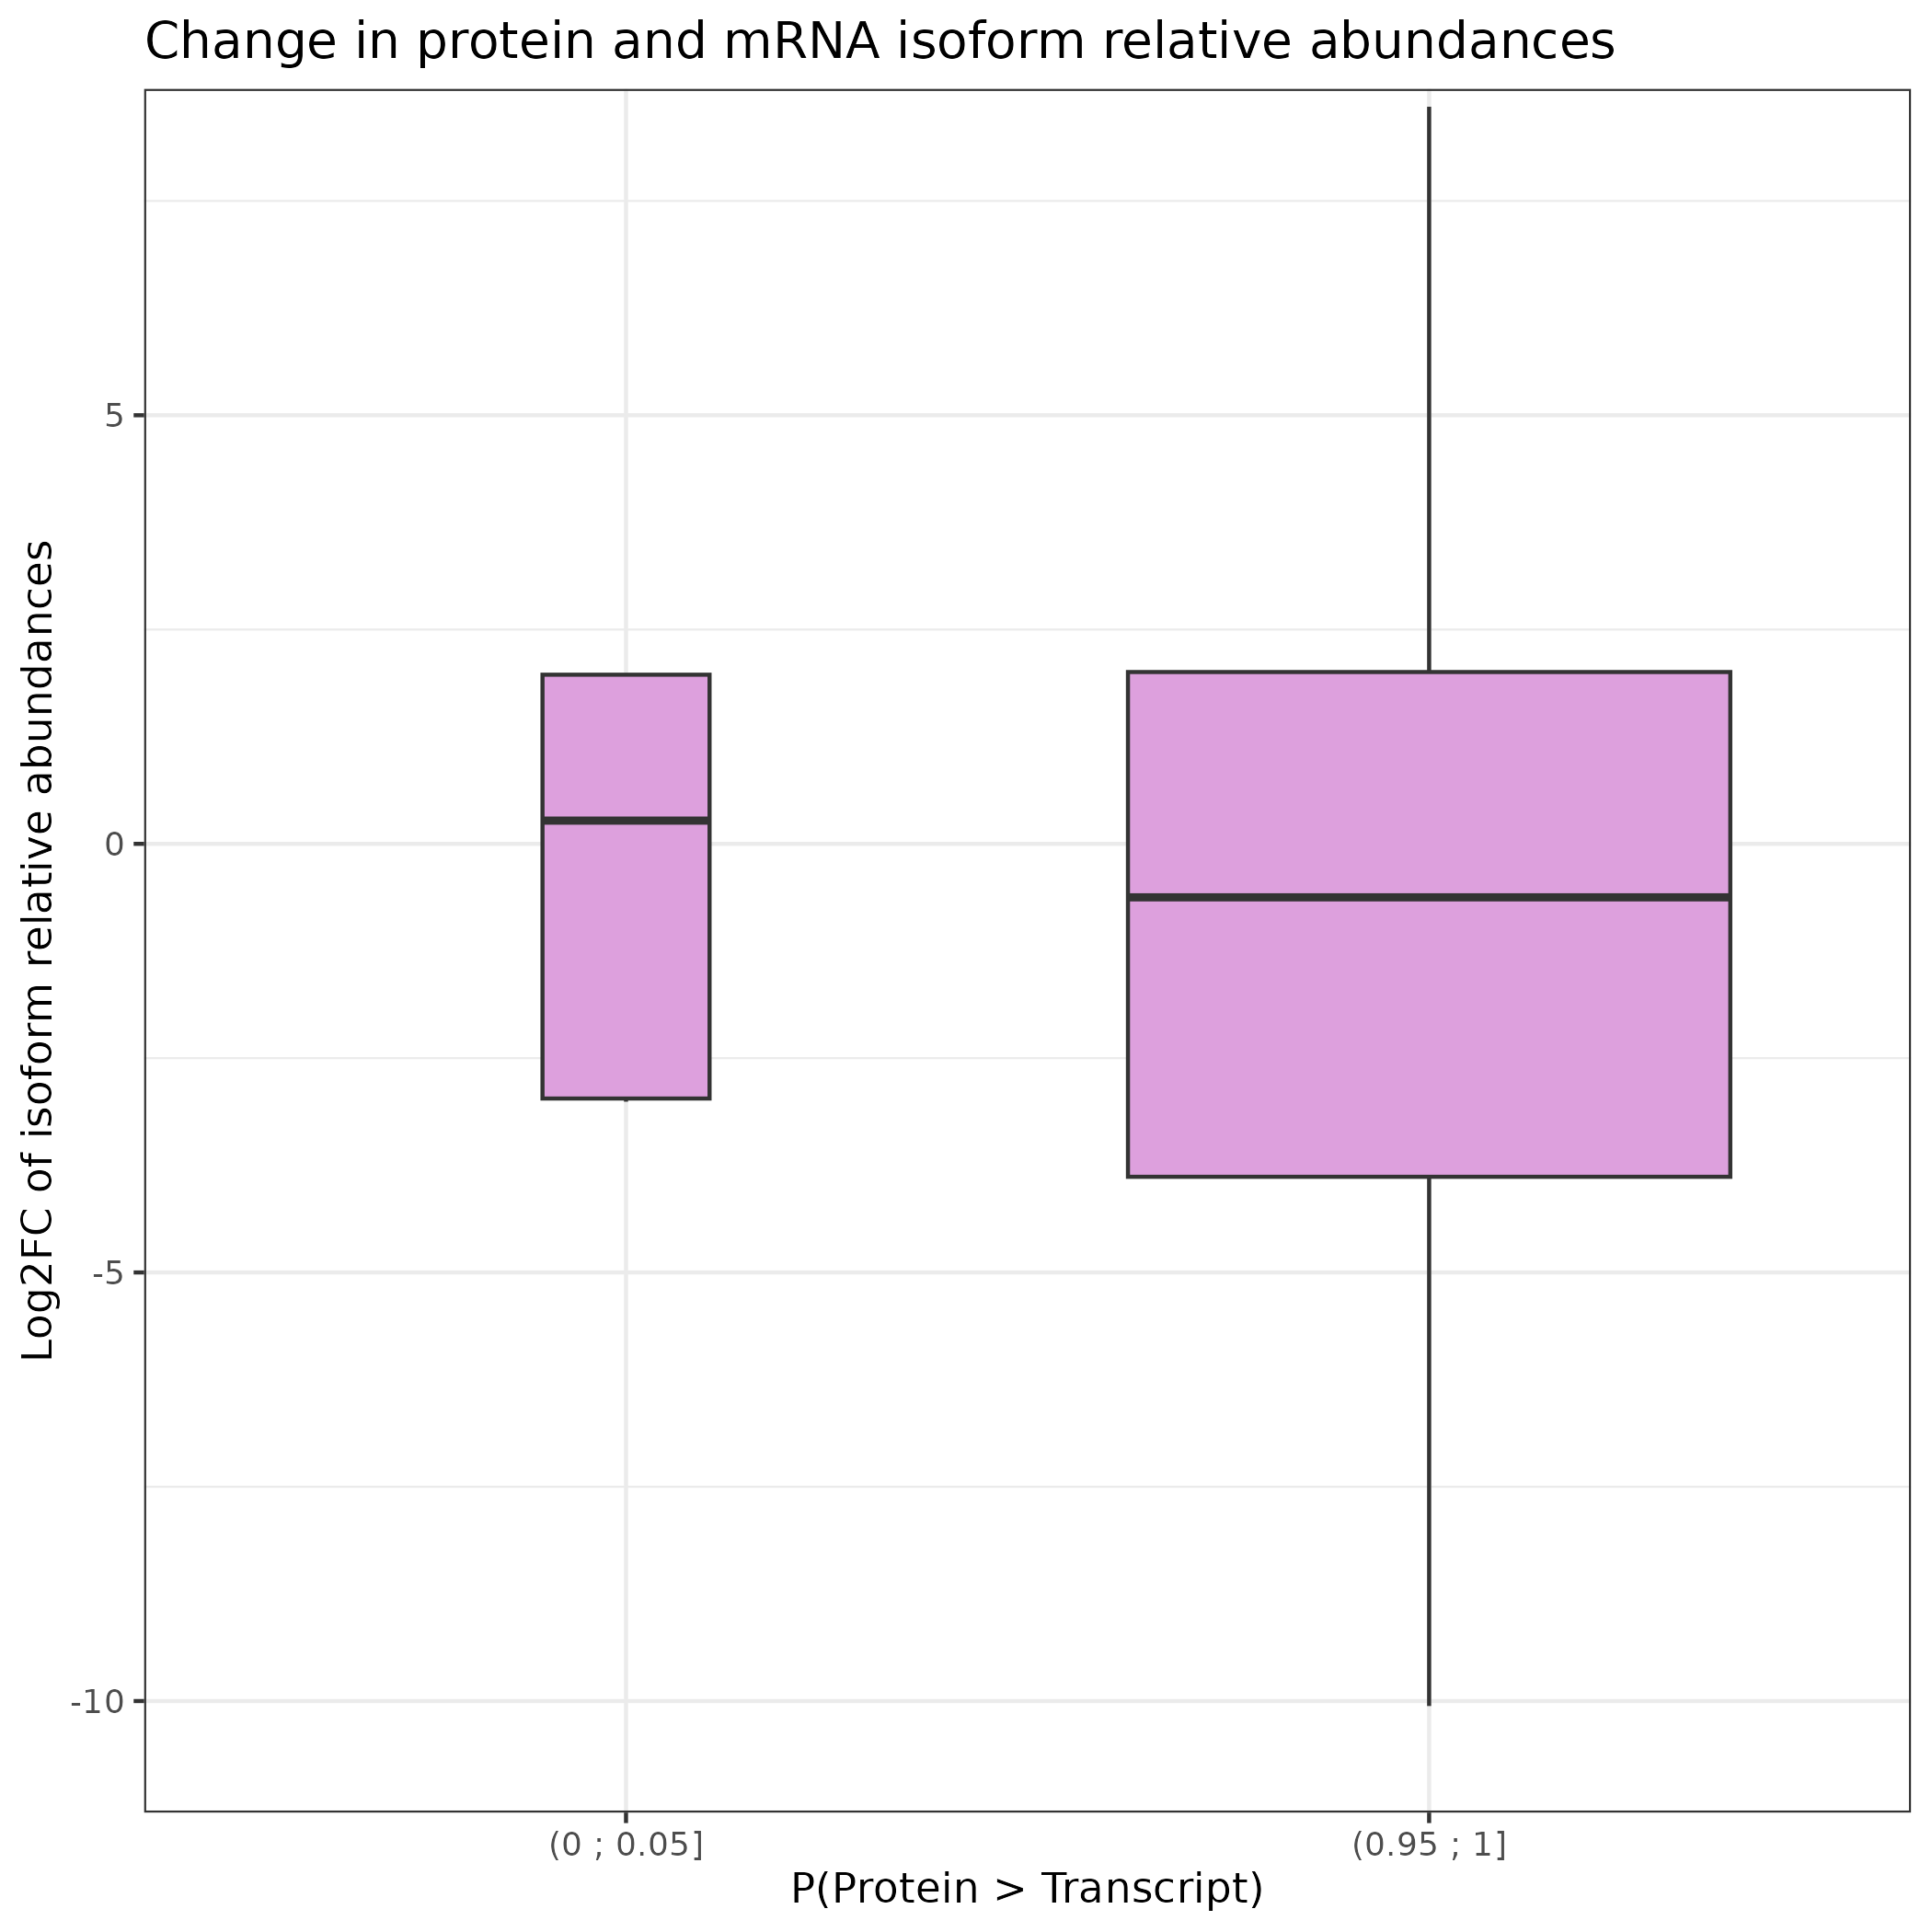 Change in protein and mRNA isoform relative abundances
Log2FC of isoform relative abundances
5
0
-5
-10
(0 ; 0.05]
(0.95 ; 1]
P(Protein > Transcript)